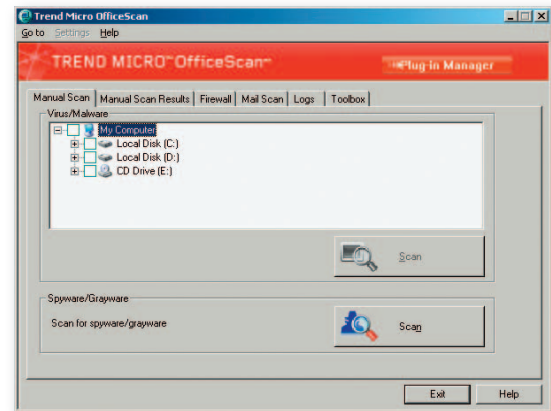 Trend Micro OfficeScan
Go to Settings Help
TREND MICRO™ OfficeScan™
Plug-in Manager
Manual Scan Manual Scan Results Firewall Mail Scan Logs Toolbox
Virus/Malware
My Computer
Local Disk (C:)
Local Disk (D:)
CD Drive (E:)
Scan
Spyware/Grayware
Scan for spyware/grayware
Scan
Exit Help